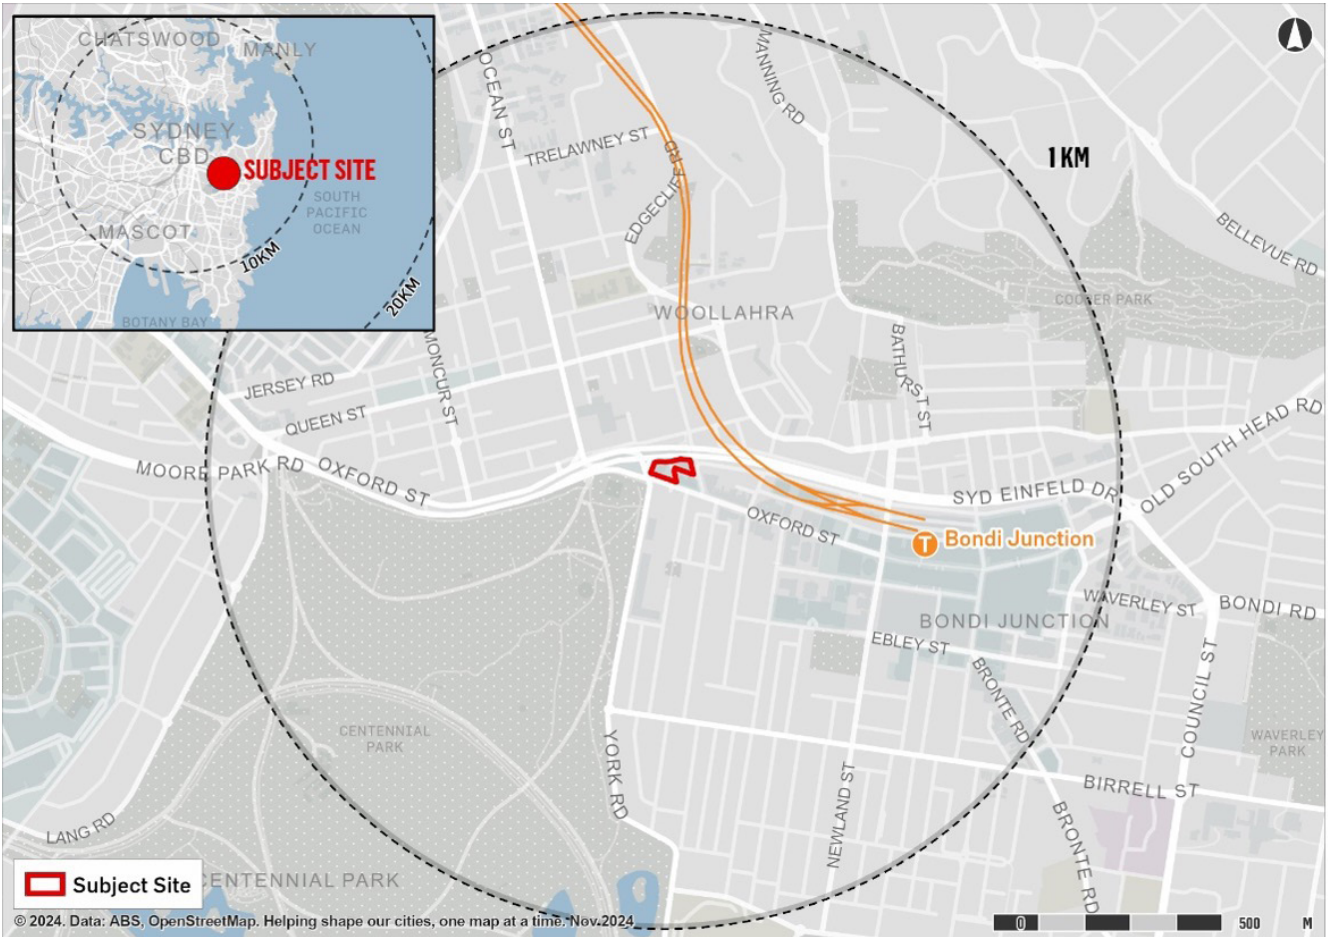 CHATSWOOD
MANLY
SYDNEY
CBD
SUBJECT SITE
SOUTH
PACIFIC
OCEAN
MASCOT
10KM
20KM
BOTANY BAY
OCEAN ST
MANNING RD
TRELAWNEY ST
EDGECLIFF RD
1 KM
BELLEVUE RD
COOPER PARK
WOOLLAHRA
BATHURST ST
MONCUR ST
JERSEY RD
QUEEN ST
OLD SOUTH HEAD RD
MOORE PARK RD
OXFORD ST
SYD EINFELD DR
OXFORD ST
T
Bondi Junction
WAVERLEY ST
BONDI RD
BONDI JUNCTION
EBLEY ST
BRONTE RD
COUNCIL ST
CENTENNIAL
PARK
YORK RD
WAVERLEY
PARK
NEWLAND ST
BIRRELL ST
LANG RD
BRONTE RD
Subject Site
CENTENNIAL PARK
© 2024. Data: ABS, OpenStreetMap. Helping shape our cities, one map at a time. Nov 2024
0 500 M